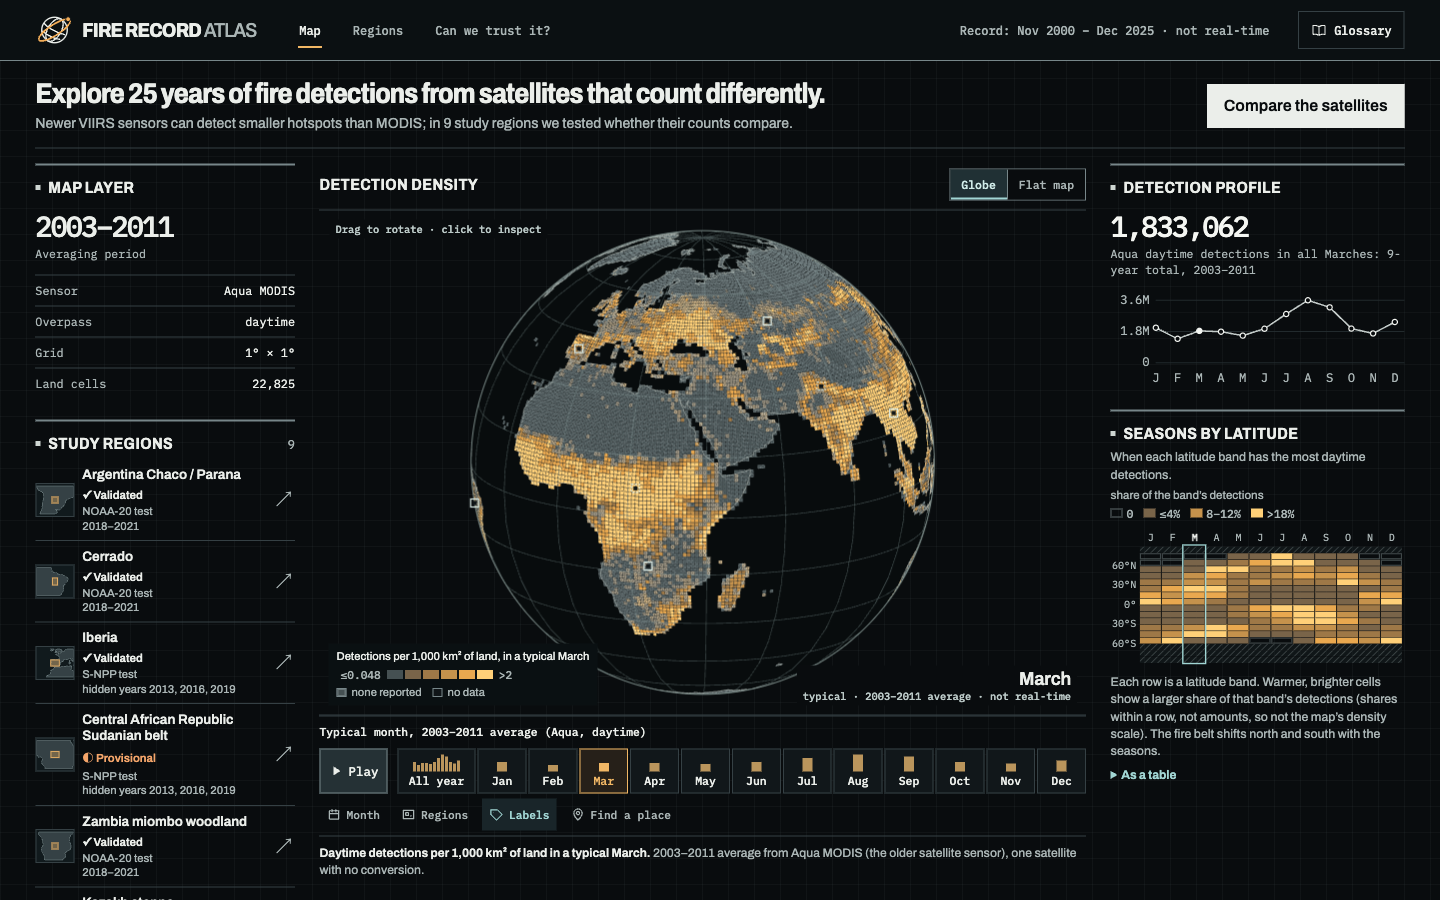 FIRE RECORD ATLAS
Map
Regions
Can we trust it?
Record: Nov 2000 – Dec 2025 · not real-time
Glossary
Explore 25 years of fire detections from satellites that count differently.
Newer VIIRS sensors can detect smaller hotspots than MODIS; in 9 study regions we tested whether their counts compare.
Compare the satellites
MAP LAYER
2003–2011
Averaging period
Sensor Aqua MODIS
Overpass daytime
Grid 1° × 1°
Land cells 22,825
STUDY REGIONS 9
Argentina Chaco / Parana
✓ Validated
NOAA-20 test
2018–2021
Cerrado
✓ Validated
NOAA-20 test
2018–2021
Iberia
✓ Validated
S-NPP test
hidden years 2013, 2016, 2019
Central African Republic
Sudanian belt
Provisional
S-NPP test
hidden years 2013, 2016, 2019
Zambia miombo woodland
✓ Validated
NOAA-20 test
2018–2021
DETECTION DENSITY
Globe
Flat map
Drag to rotate · click to inspect
Detections per 1,000 km² of land, in a typical March
≤0.048 >2
none reported no data
March
typical · 2003–2011 average · not real-time
Typical month, 2003–2011 average (Aqua, daytime)
Play
All year
Jan
Feb
Mar
Apr
May
Jun
Jul
Aug
Sep
Oct
Nov
Dec
Month
Regions
Labels
Find a place
Daytime detections per 1,000 km² of land in a typical March. 2003–2011 average from Aqua MODIS (the older satellite sensor), one satellite
with no conversion.
DETECTION PROFILE
1,833,062
Aqua daytime detections in all Marches: 9-
year total, 2003–2011
3.6M
1.8M
0
J F M A M J J A S O N D
SEASONS BY LATITUDE
When each latitude band has the most daytime
detections.
share of the band's detections
0 ≤4% 8–12% >18%
J F M A M J J A S O N D
60°N
30°N
0°
30°S
60°S
Each row is a latitude band. Warmer, brighter cells
show a larger share of that band's detections (shares
within a row, not amounts, so not the map's density
scale). The fire belt shifts north and south with the
seasons.
As a table